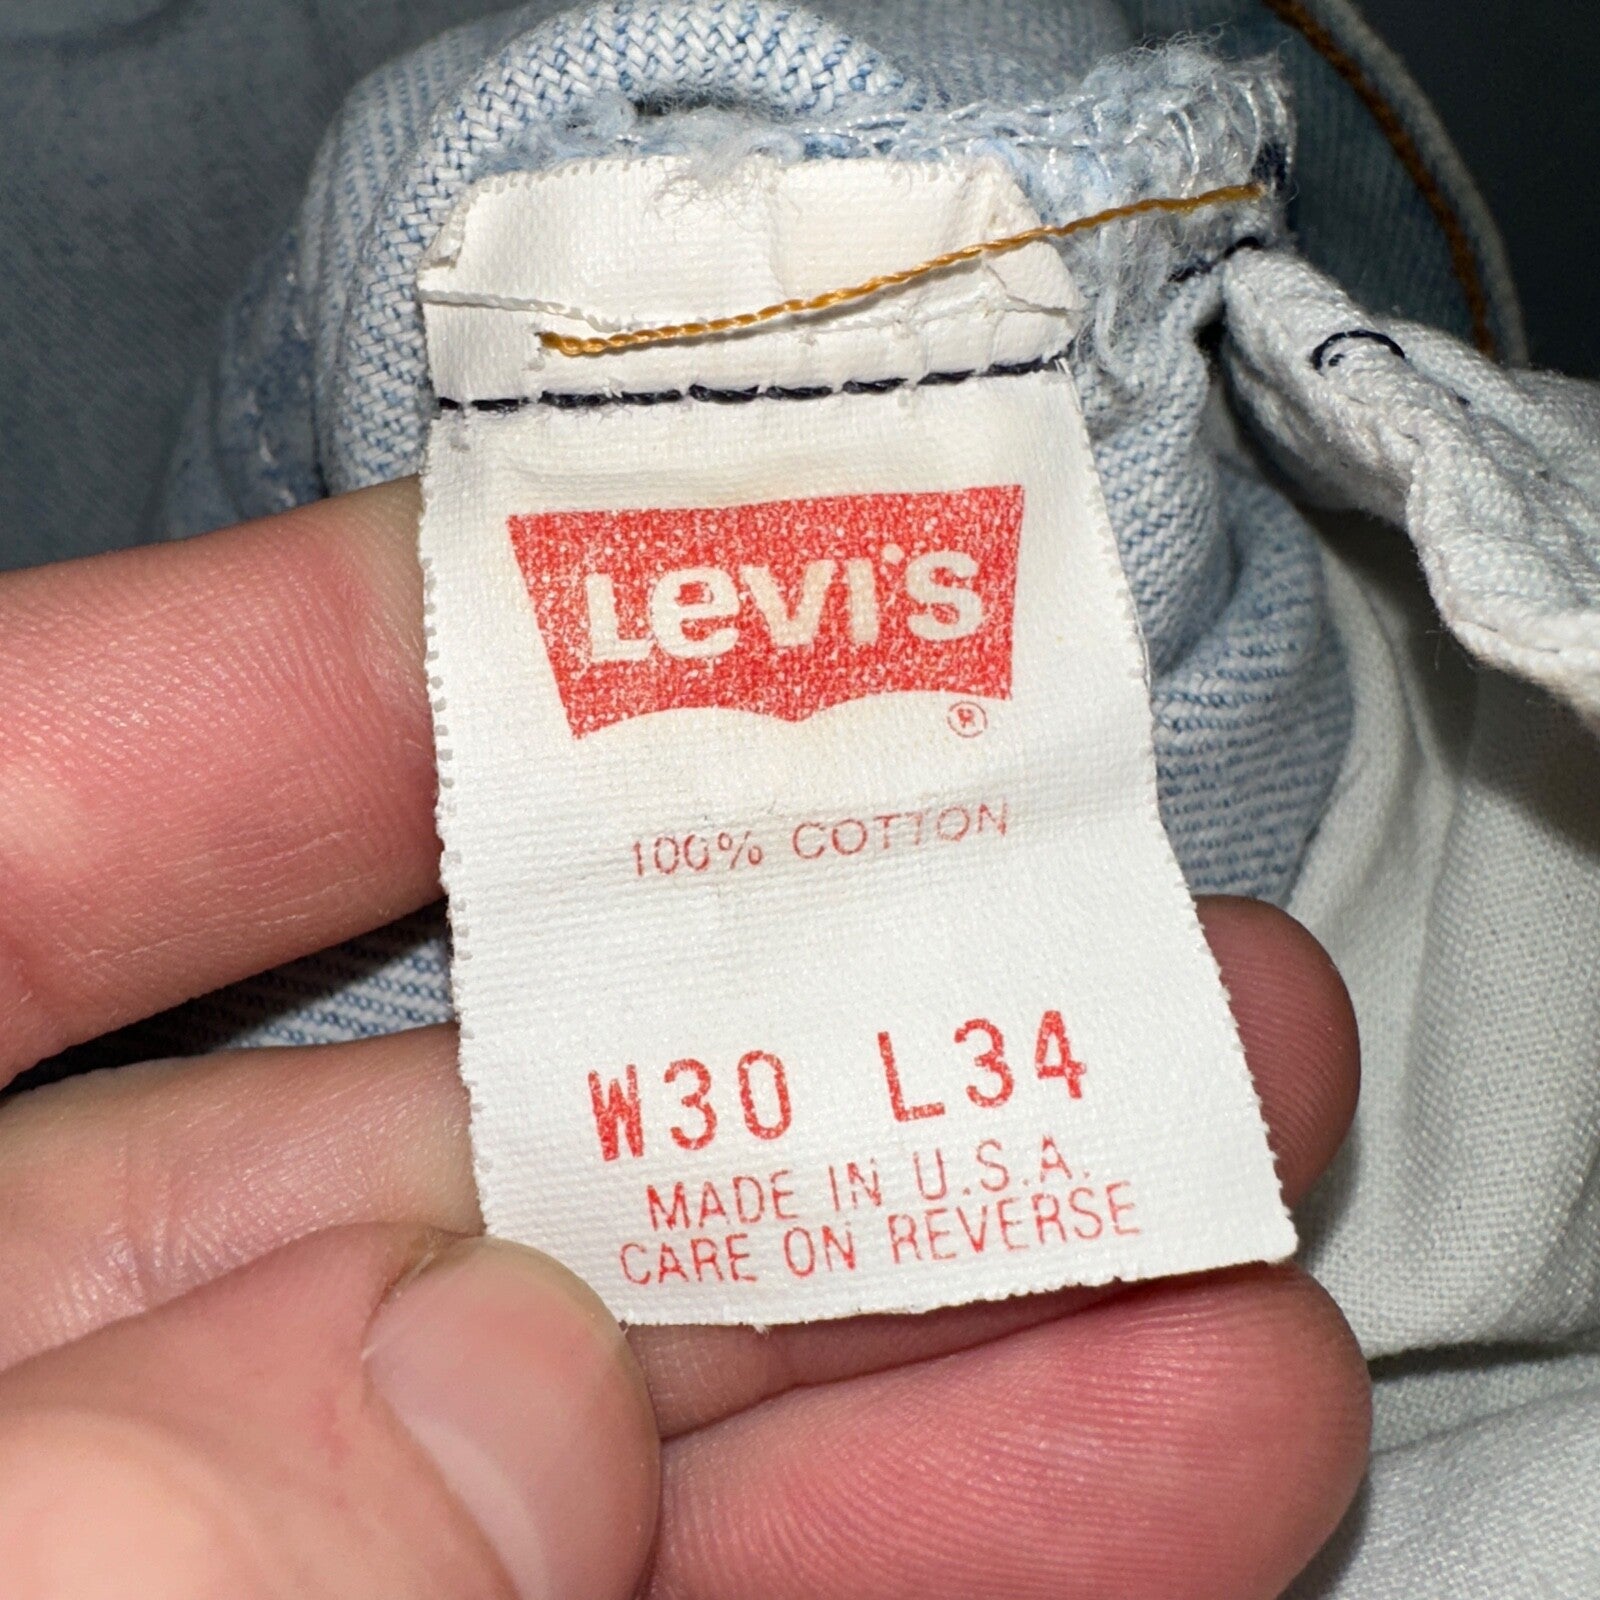 Levi's
®
100% COTTON
W30 L34
MADE IN U.S.A.
CARE ON REVERSE